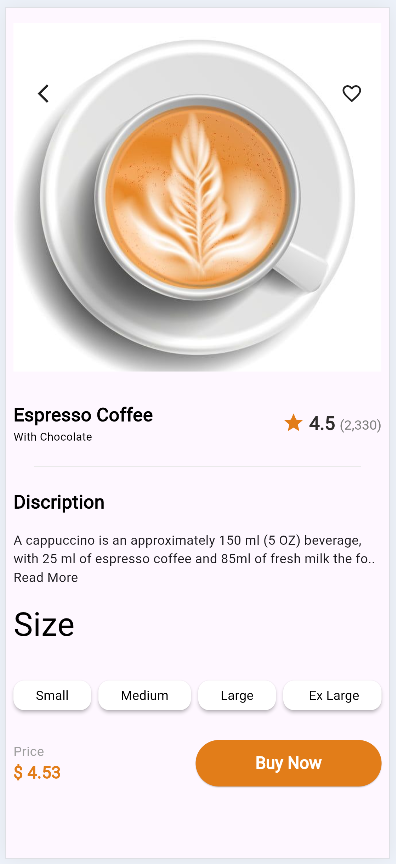 Espresso Coffee
With Chocolate
4.5 (2,330)
Discription
A cappuccino is an approximately 150 ml (5 OZ) beverage,
with 25 ml of espresso coffee and 85ml of fresh milk the fo..
Read More
Size
Small Medium Large Ex Large
Price
$ 4.53
Buy Now